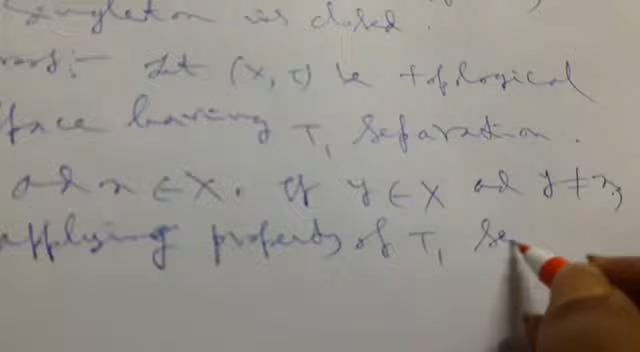 Singleton is closed.
Proof:- Let (X, τ) be topological
space having T₁ separation.
and x ∈ X. If y ∈ X and y ≠ x,
applying property of T₁ Se